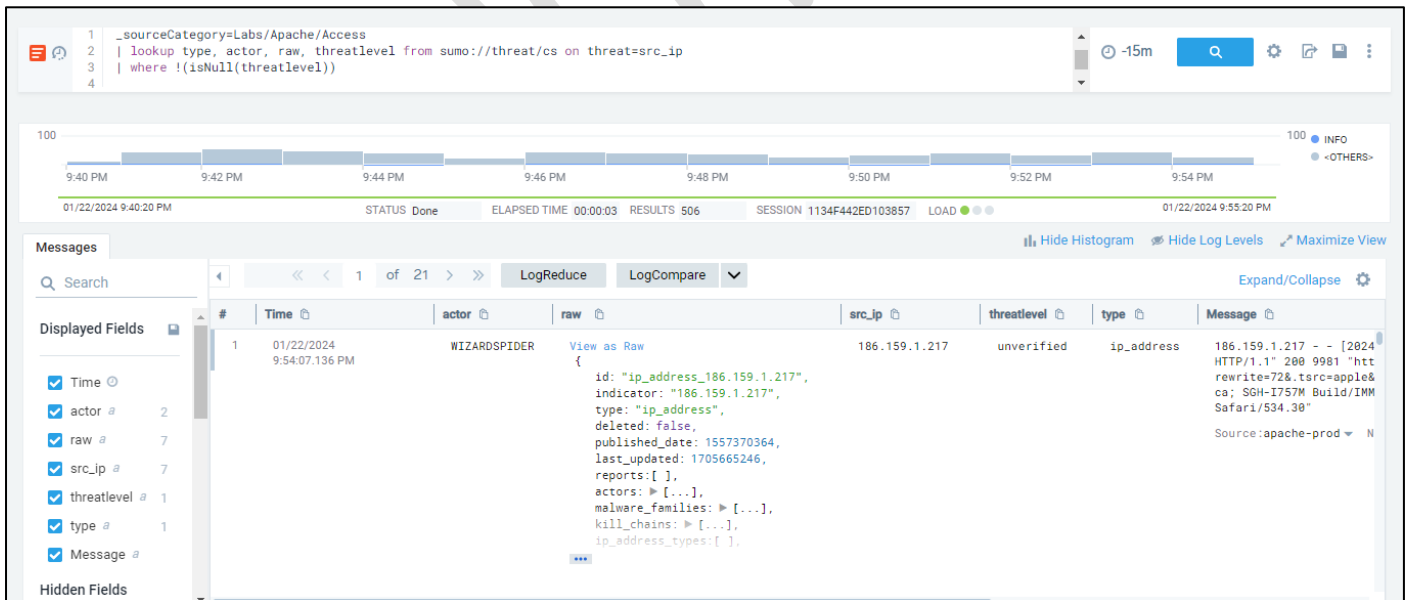 1 _sourceCategory=Labs/Apache/Access
2 | lookup type, actor, raw, threatlevel from sumo://threat/cs on threat=src_ip
3 | where !(isNull(threatlevel))
4
-15m
100
100
INFO
<OTHERS>
9:40 PM 9:42 PM 9:44 PM 9:46 PM 9:48 PM 9:50 PM 9:52 PM 9:54 PM
01/22/2024 9:40:20 PM STATUS Done ELAPSED TIME 00:00:03 RESULTS 506 SESSION 1134F442ED103857 LOAD 01/22/2024 9:55:20 PM
Messages
Hide Histogram Hide Log Levels Maximize View
Search
« < 1 of 21 > » LogReduce LogCompare
Expand/Collapse
Displayed Fields
Time
actor a 2
raw a 7
src_ip a 7
threatlevel a 1
type a 1
Message a
Hidden Fields
# Time actor raw src_ip threatlevel type Message
1 01/22/2024 WIZARDSPIDER View as Raw 186.159.1.217 unverified ip_address 186.159.1.217 - - [2024
9:54:07.136 PM
{
id: "ip_address_186.159.1.217",
indicator: "186.159.1.217",
type: "ip_address",
deleted: false,
published_date: 1557370364,
last_updated: 1705665246,
reports:[ ],
actors: ▶ [...],
malware_families: ▶ [...],
kill_chains: ▶ [...],
ip_address_types:[ ],
...
HTTP/1.1" 200 9981 "htt
rewrite=72&.tsrc=apple&
ca; SGH-I757M Build/IMM
Safari/534.30"
Source:apache-prod N